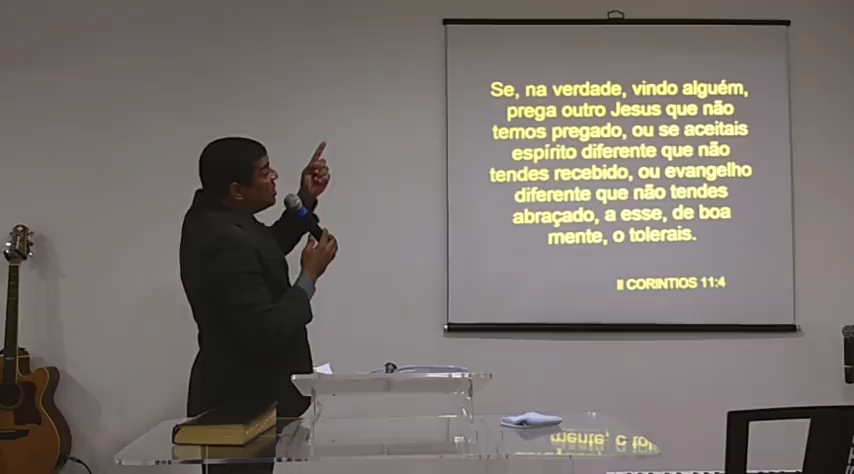 Se, na verdade, vindo alguém,
prega outro Jesus que não
temos pregado, ou se aceitais
espírito diferente que não
tendes recebido, ou evangelho
diferente que não tendes
abraçado, a esse, de boa
mente, o tolerais.
II CORINTIOS 11:4